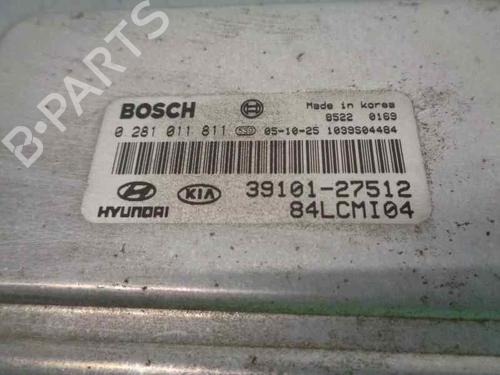 B-PARTS
BOSCH
Made in korea
8522 0169
0 281 011 811 05-10-25 1039S04484
HYUNDAI KIA 39101-27512
84LCMI04